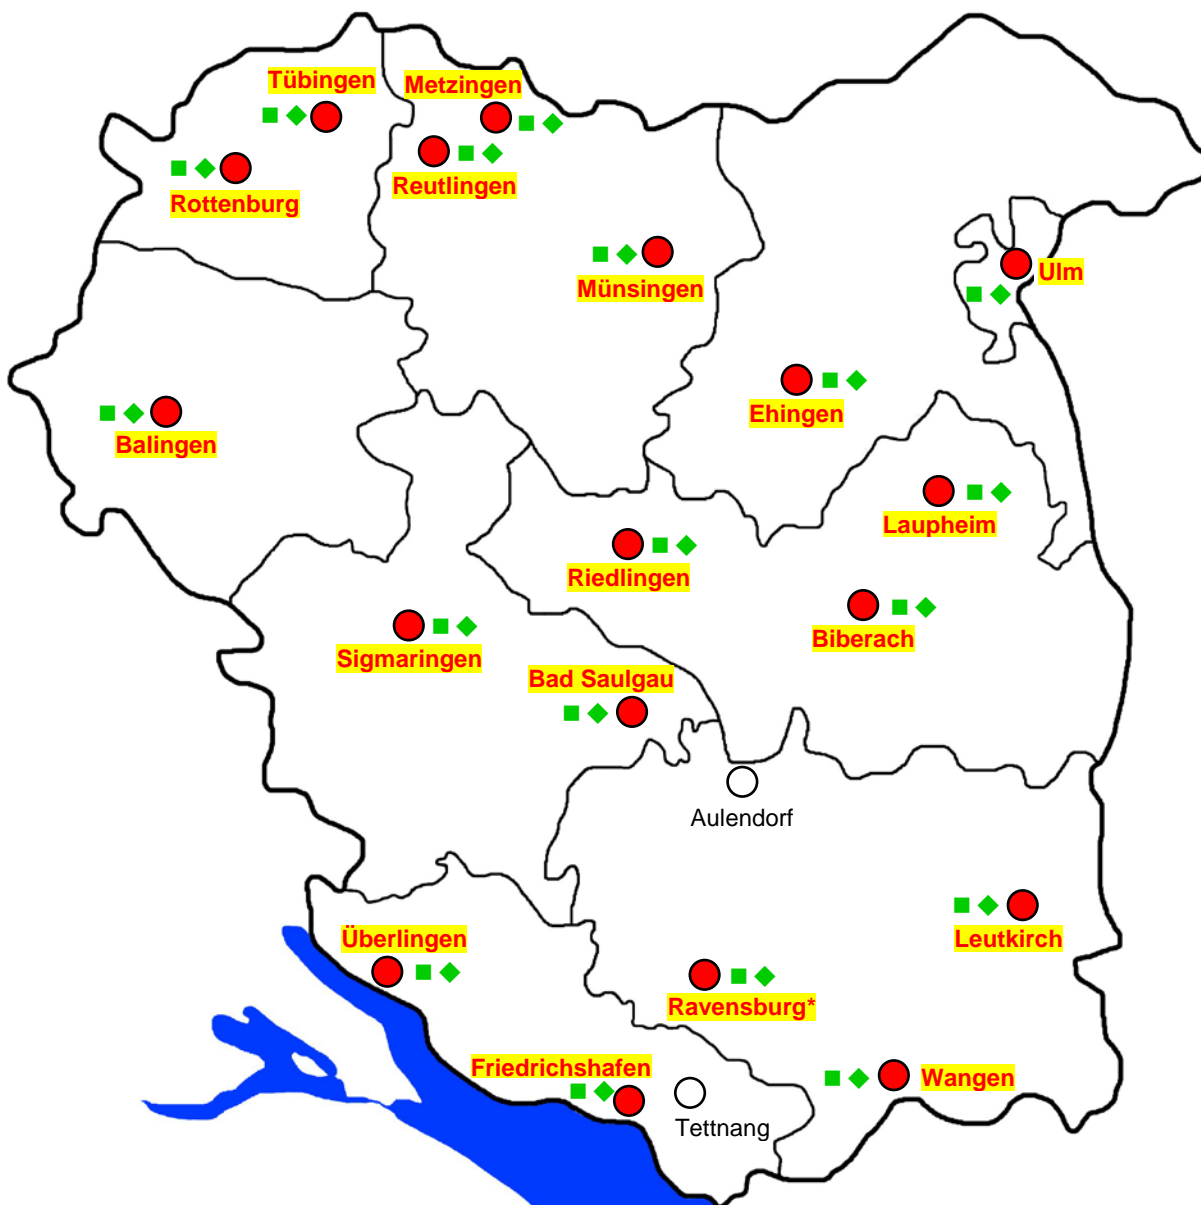 Tübingen
Metzingen
Reutlingen
Rottenburg
Ulm
Münsingen
Ehingen
Balingen
Laupheim
Riedlingen
Biberach
Sigmaringen
Bad Saulgau
Aulendorf
Überlingen
Leutkirch
Ravensburg*
Friedrichshafen
Wangen
Tettnang